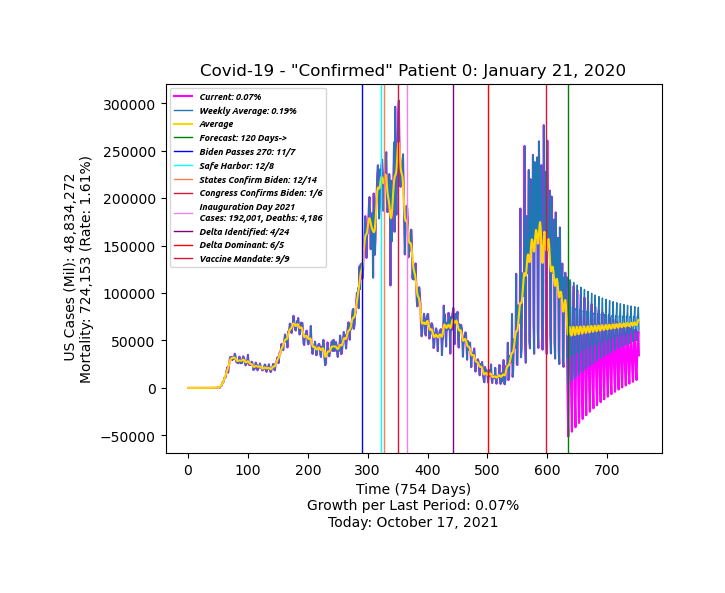 Covid-19 - "Confirmed" Patient 0: January 21, 2020
US Cases (Mil): 48,834,272
Mortality: 724,153 (Rate: 1.61%)
300000
250000
200000
150000
100000
50000
0
−50000
Current: 0.07%
Weekly Average: 0.19%
Average
Forecast: 120 Days->
Biden Passes 270: 11/7
Safe Harbor: 12/8
States Confirm Biden: 12/14
Congress Confirms Biden: 1/6
Inauguration Day 2021
Cases: 192,001, Deaths: 4,186
Delta Identified: 4/24
Delta Dominant: 6/5
Vaccine Mandate: 9/9
0 100 200 300 400 500 600 700
Time (754 Days)
Growth per Last Period: 0.07%
Today: October 17, 2021